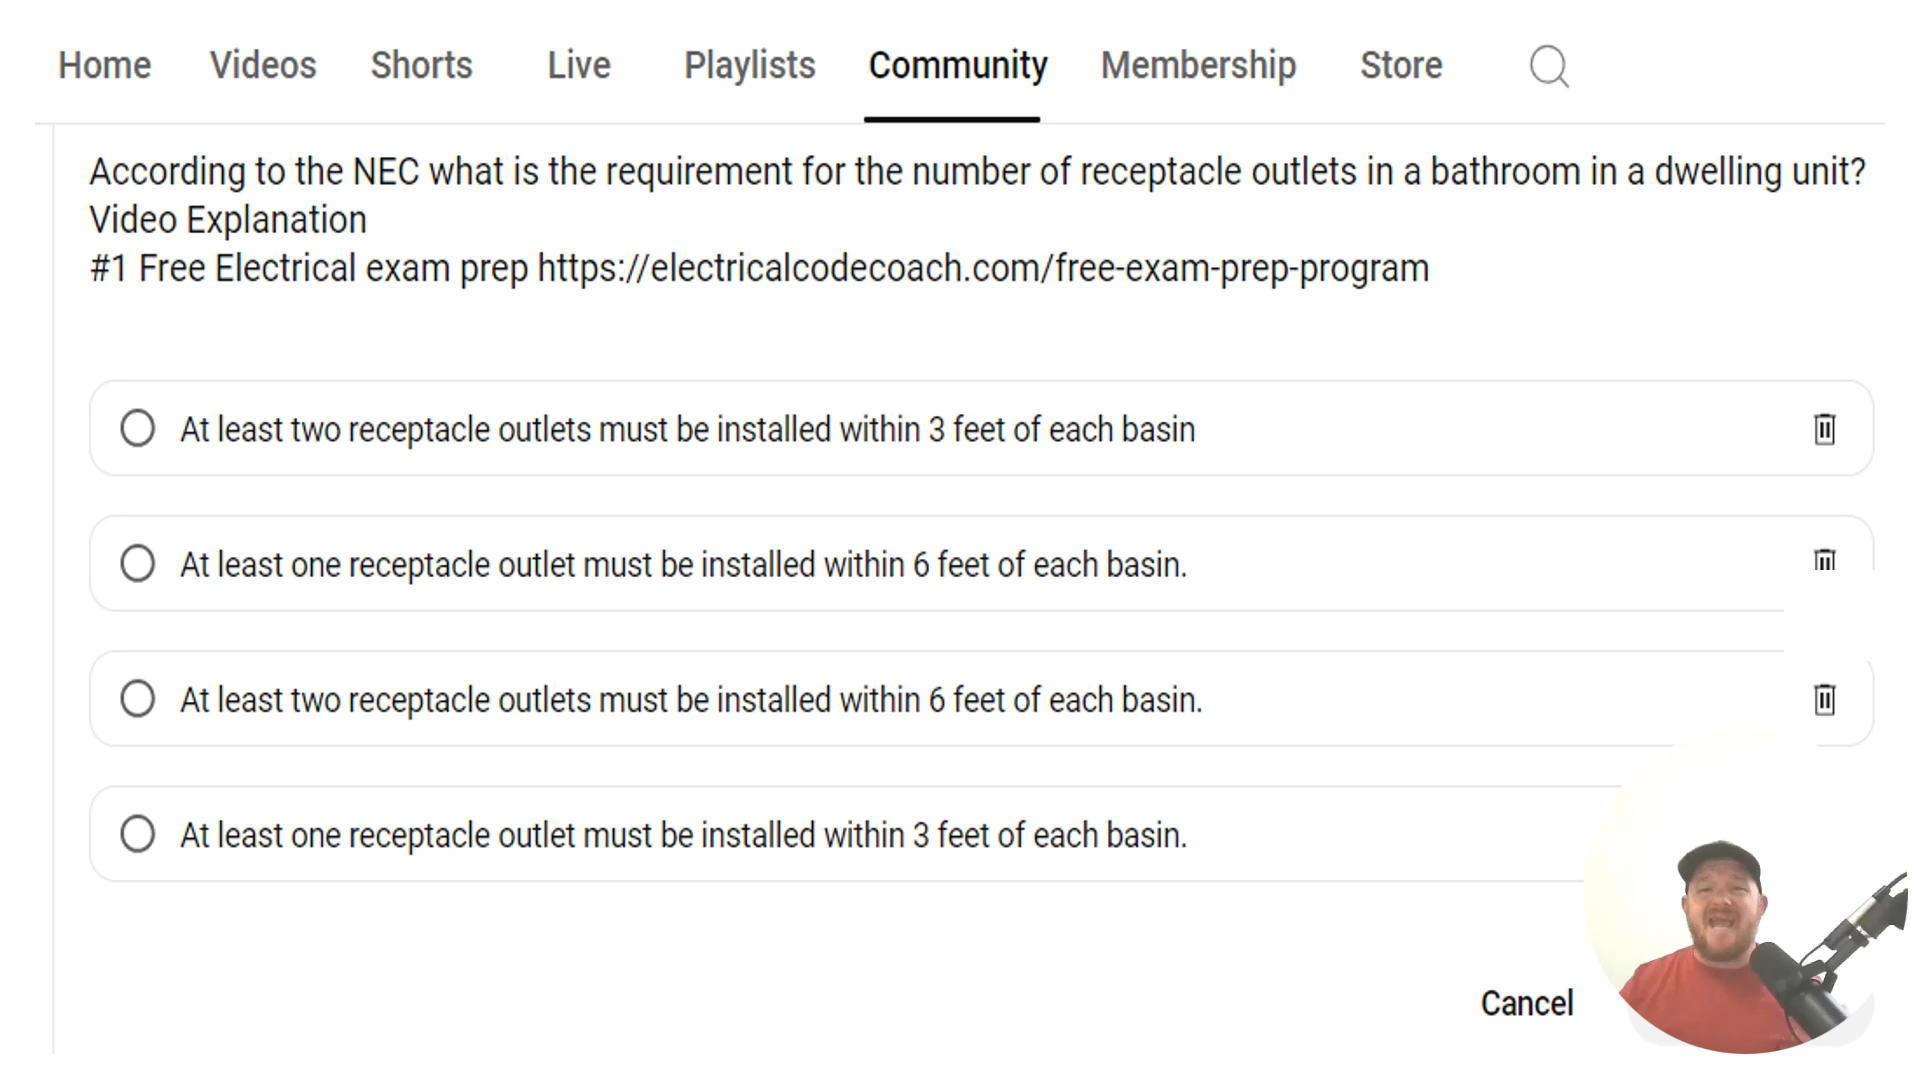 Home Videos Shorts Live Playlists Community Membership Store
According to the NEC what is the requirement for the number of receptacle outlets in a bathroom in a dwelling unit?
Video Explanation
#1 Free Electrical exam prep https://electricalcodecoach.com/free-exam-prep-program
At least two receptacle outlets must be installed within 3 feet of each basin
At least one receptacle outlet must be installed within 6 feet of each basin.
At least two receptacle outlets must be installed within 6 feet of each basin.
At least one receptacle outlet must be installed within 3 feet of each basin.
Cancel